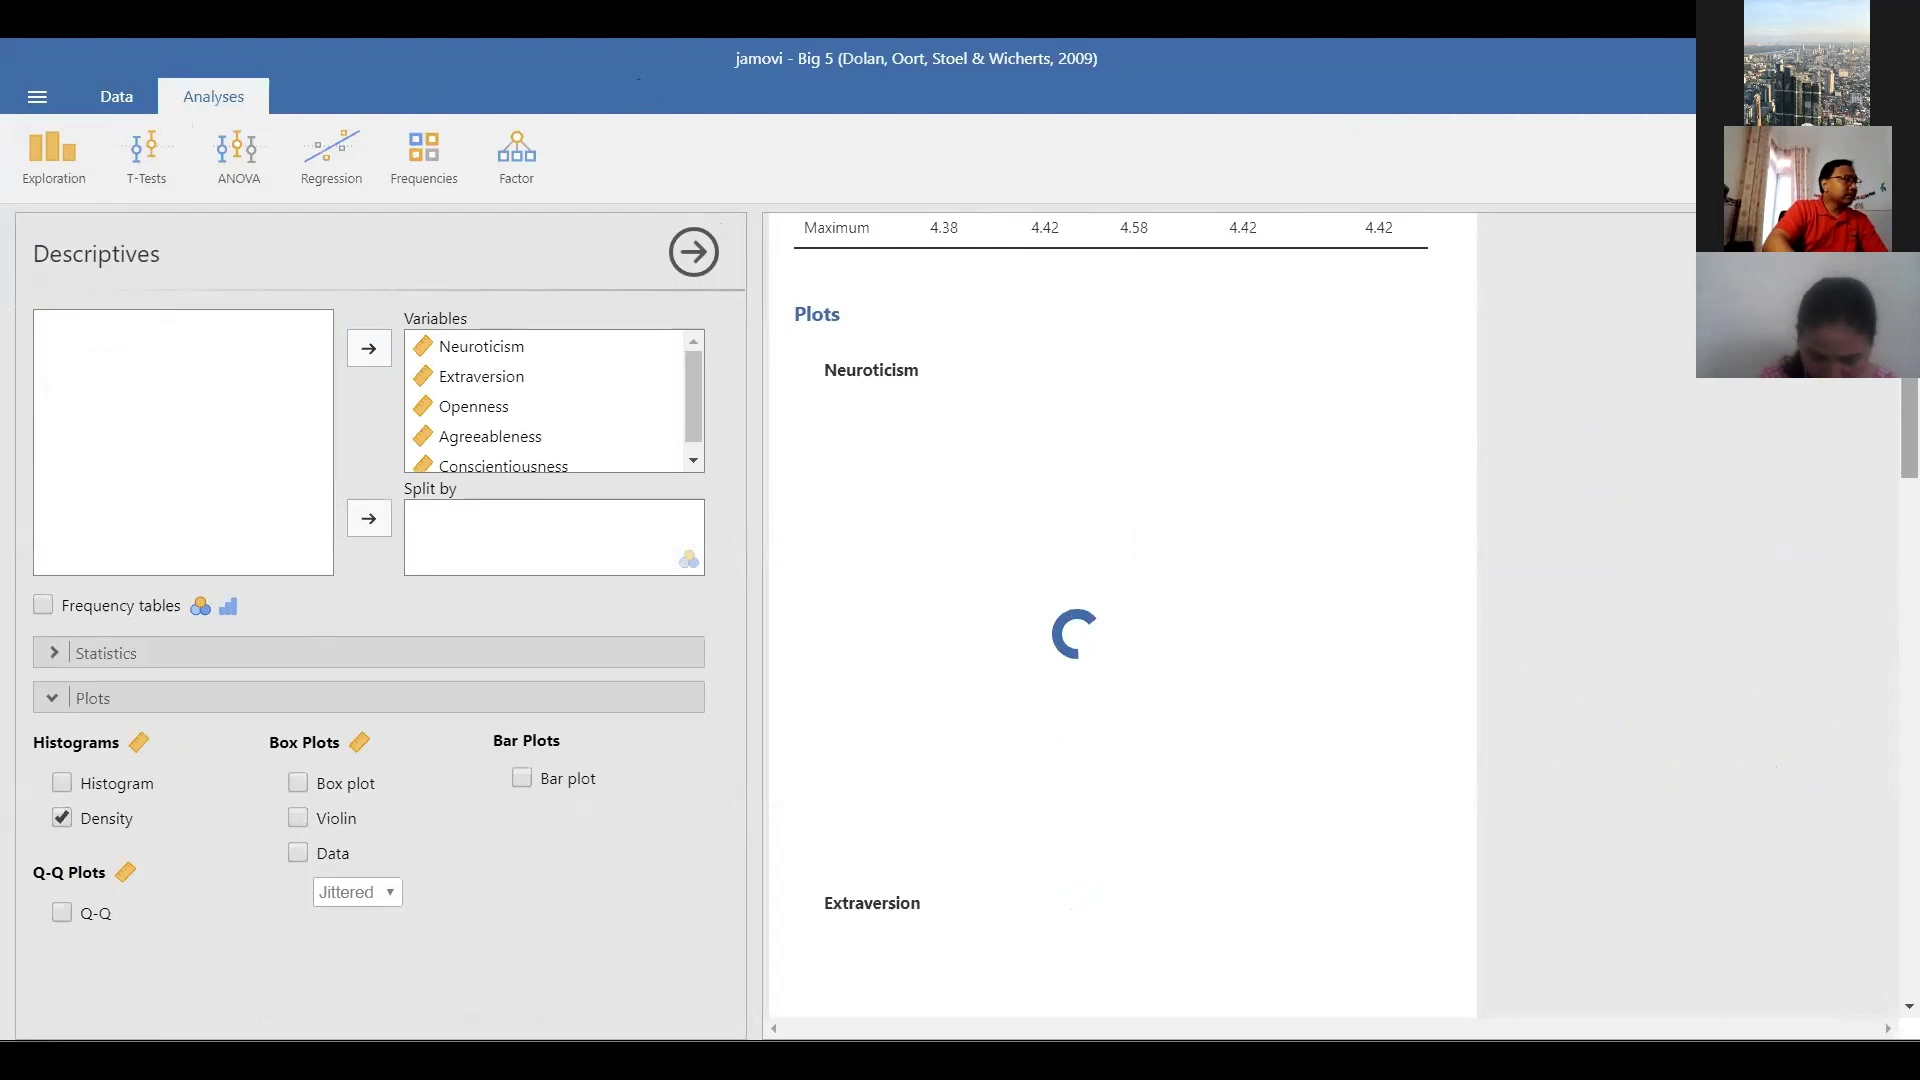 jamovi - Big 5 (Dolan, Oort, Stoel & Wicherts, 2009)
Data
Analyses
Exploration
T-Tests
ANOVA
Regression
Frequencies
Factor
Descriptives
Variables
Neuroticism
Extraversion
Openness
Agreeableness
Conscientiousness
Split by
Frequency tables
Statistics
Plots
Histograms
Box Plots
Bar Plots
Histogram
Box plot
Bar plot
Density
Violin
Data
Q-Q Plots
Jittered
Q-Q
Maximum 4.38 4.42 4.58 4.42 4.42
Plots
Neuroticism
Extraversion